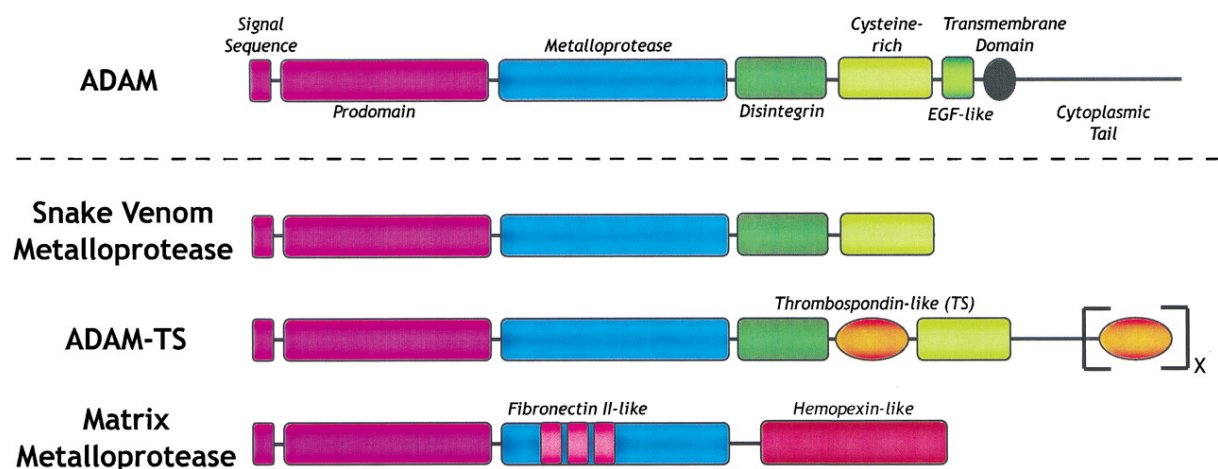 Signal
Sequence
Metalloprotease
Cysteine-
rich
Transmembrane
Domain
ADAM
Prodomain
Disintegrin
EGF-like
Cytoplasmic
Tail
Snake Venom
Metalloprotease
Thrombospondin-like (TS)
ADAM-TS
X
Fibronectin II-like
Hemopexin-like
Matrix
Metalloprotease